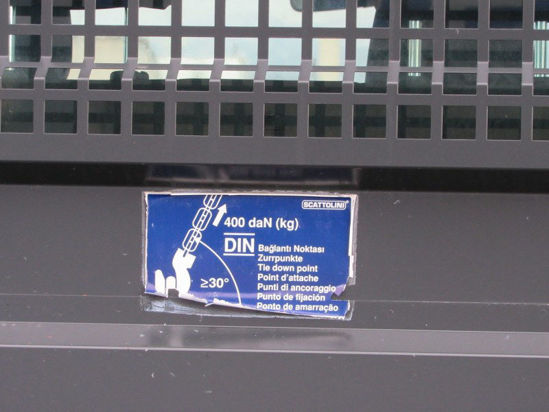 SCATTOLINI
400 daN (kg)
DIN
Bağlantı Noktası
Zurrpunkte
Tie down point
Point d'attache
Punti di ancoraggio
Punto de fijación
Ponto de amarração
≥30°